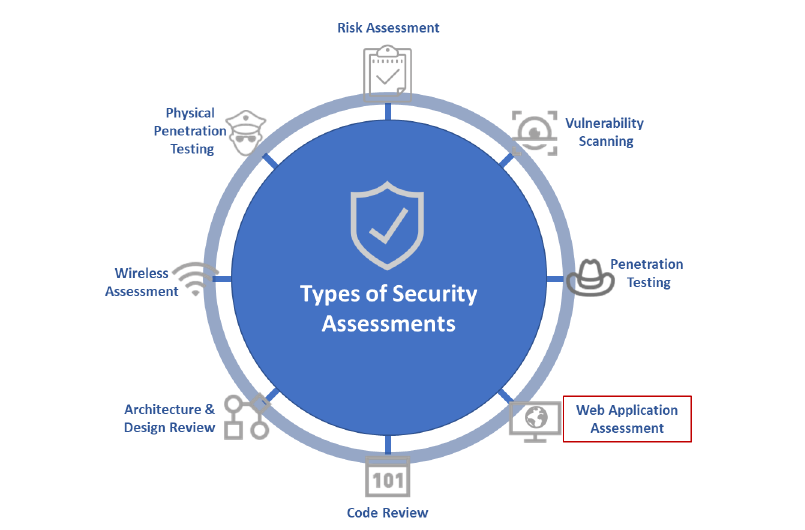 Risk Assessment
Physical
Penetration
Testing
Vulnerability
Scanning
Types of Security
Assessments
Wireless
Assessment
Penetration
Testing
Architecture &
Design Review
Web Application
Assessment
101
Code Review